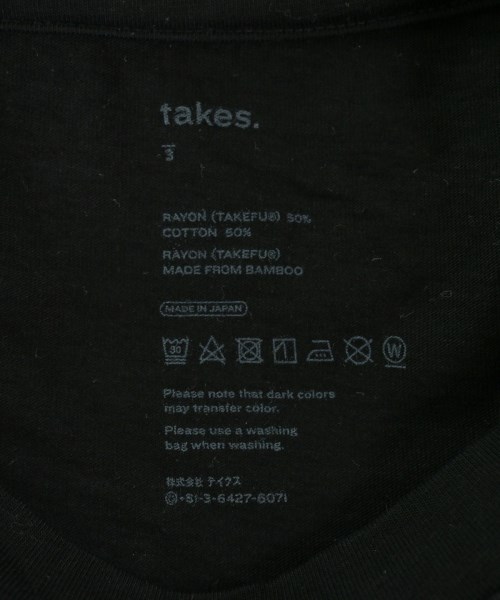 takes.
3
RAYON (TAKEFU®) 50%
COTTON 50%
RAYON (TAKEFU®)
MADE FROM BAMBOO
MADE IN JAPAN
30 W
Please note that dark colors
may transfer color.
Please use a washing
bag when washing.
株式会社 テイクス
+81-3-6427-6071